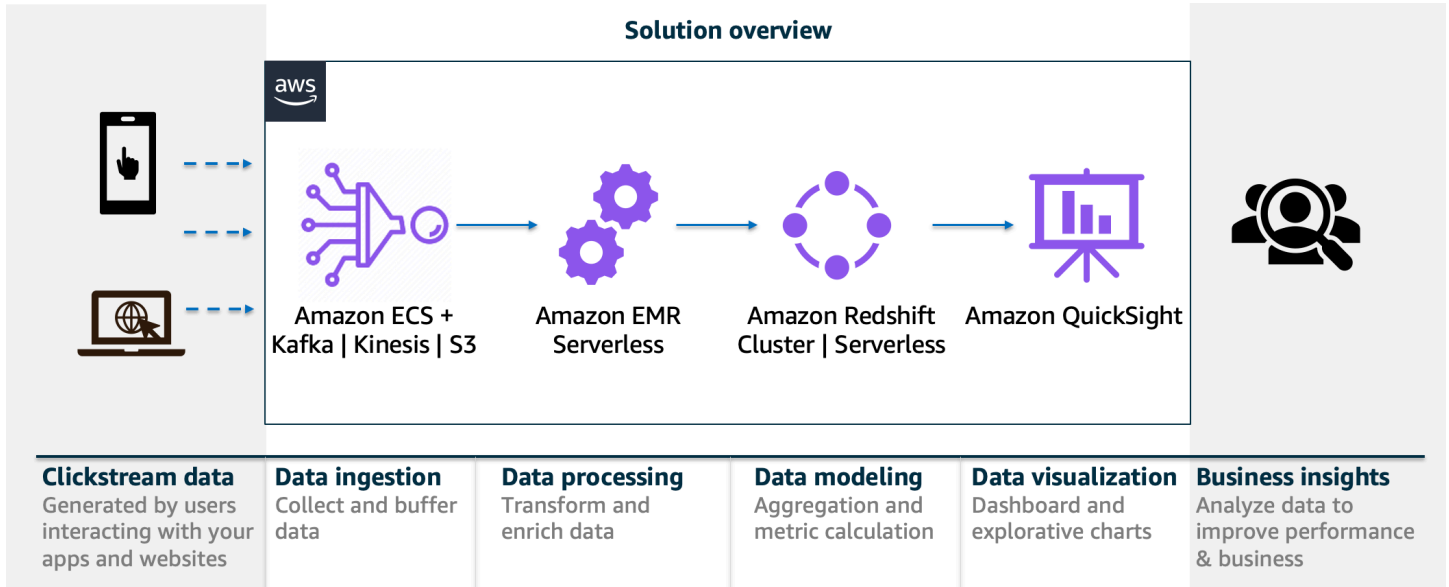 Solution overview
aws
Amazon ECS +
Kafka | Kinesis | S3
Amazon EMR
Serverless
Amazon Redshift
Cluster | Serverless
Amazon QuickSight
Clickstream data
Generated by users
interacting with your
apps and websites
Data ingestion
Collect and buffer
data
Data processing
Transform and
enrich data
Data modeling
Aggregation and
metric calculation
Data visualization
Dashboard and
explorative charts
Business insights
Analyze data to
improve performance
& business